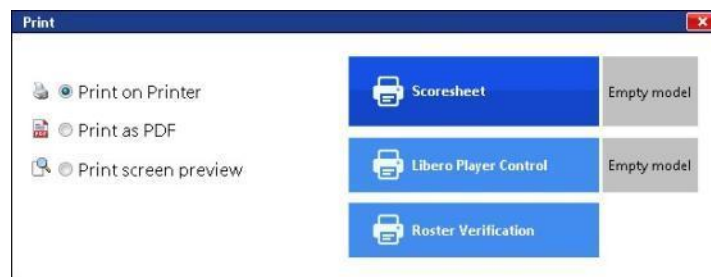 Print
Print on Printer
Print as PDF
Print screen preview
Scoresheet
Empty model
Libero Player Control
Empty model
Roster Verification